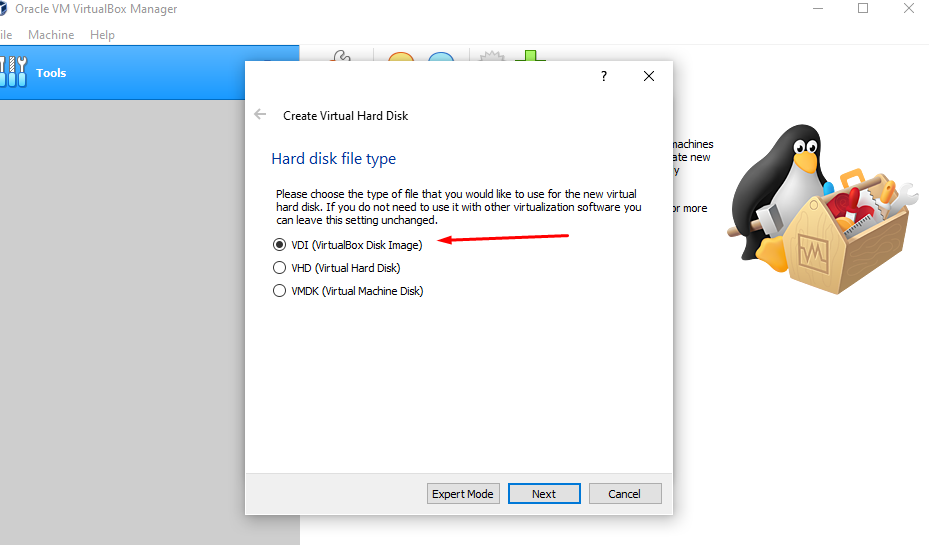 Oracle VM VirtualBox Manager
ile Machine Help
Tools
?
Create Virtual Hard Disk
Hard disk file type
Please choose the type of file that you would like to use for the new virtual
hard disk. If you do not need to use it with other virtualization software you
can leave this setting unchanged.
VDI (VirtualBox Disk Image)
VHD (Virtual Hard Disk)
VMDK (Virtual Machine Disk)
Expert Mode Next Cancel
machines
ate new
y
or more